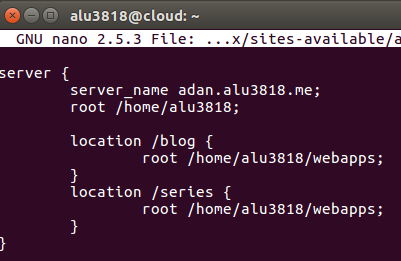 alu3818@cloud: ~
GNU nano 2.5.3 File: ...x/sites-available/a
server {
        server_name adan.alu3818.me;
        root /home/alu3818;
        location /blog {
                root /home/alu3818/webapps;
        }
        location /series {
                root /home/alu3818/webapps;
        }
}